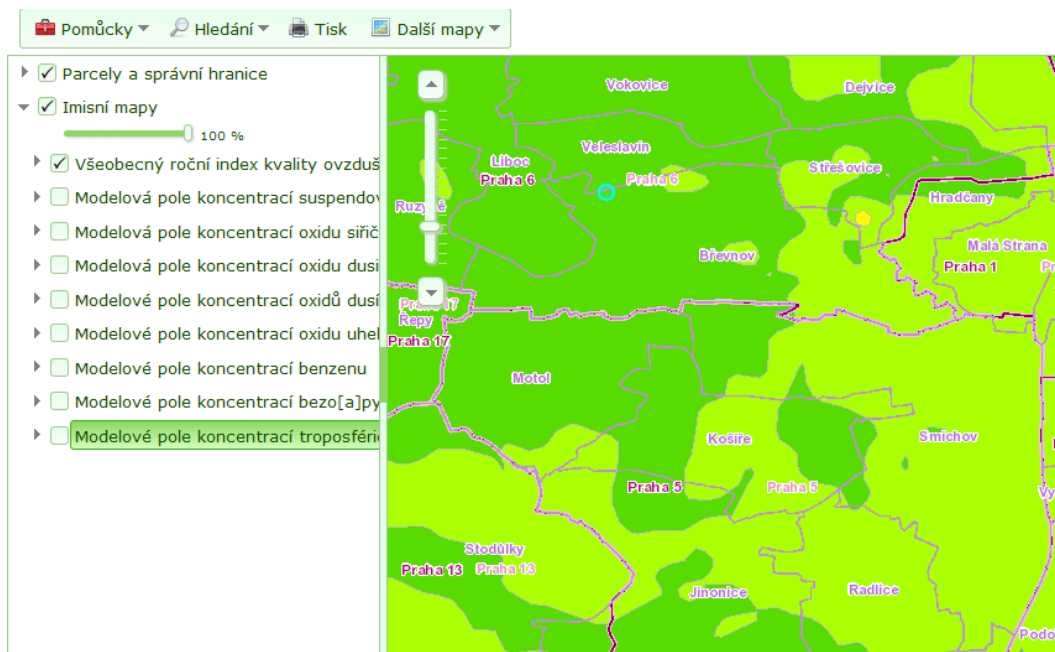 Pomůcky Hledání Tisk Další mapy
Parcely a správní hranice
Imisní mapy
100 %
Všeobecný roční index kvality ovzduš
Modelová pole koncentrací suspendov
Modelová pole koncentrací oxidu siřič
Modelová pole koncentrací oxidu dusi
Modelové pole koncentrací oxidů dusí
Modelové pole koncentrací oxidu uhel
Modelové pole koncentrací benzenu
Modelové pole koncentrací bezo[a]py
Modelové pole koncentrací troposféric
Vokovice
Dejvice
Veleslavín
Liboc
Praha 6
Praha 6
Střešovice
Hradčany
Břevnov
Malá Strana
Praha 1
Řepy
Praha 17
Motol
Košíře
Smíchov
Praha 5
Praha 5
Stodůlky
Praha 13
Praha 13
Jinonice
Radlice
Podo